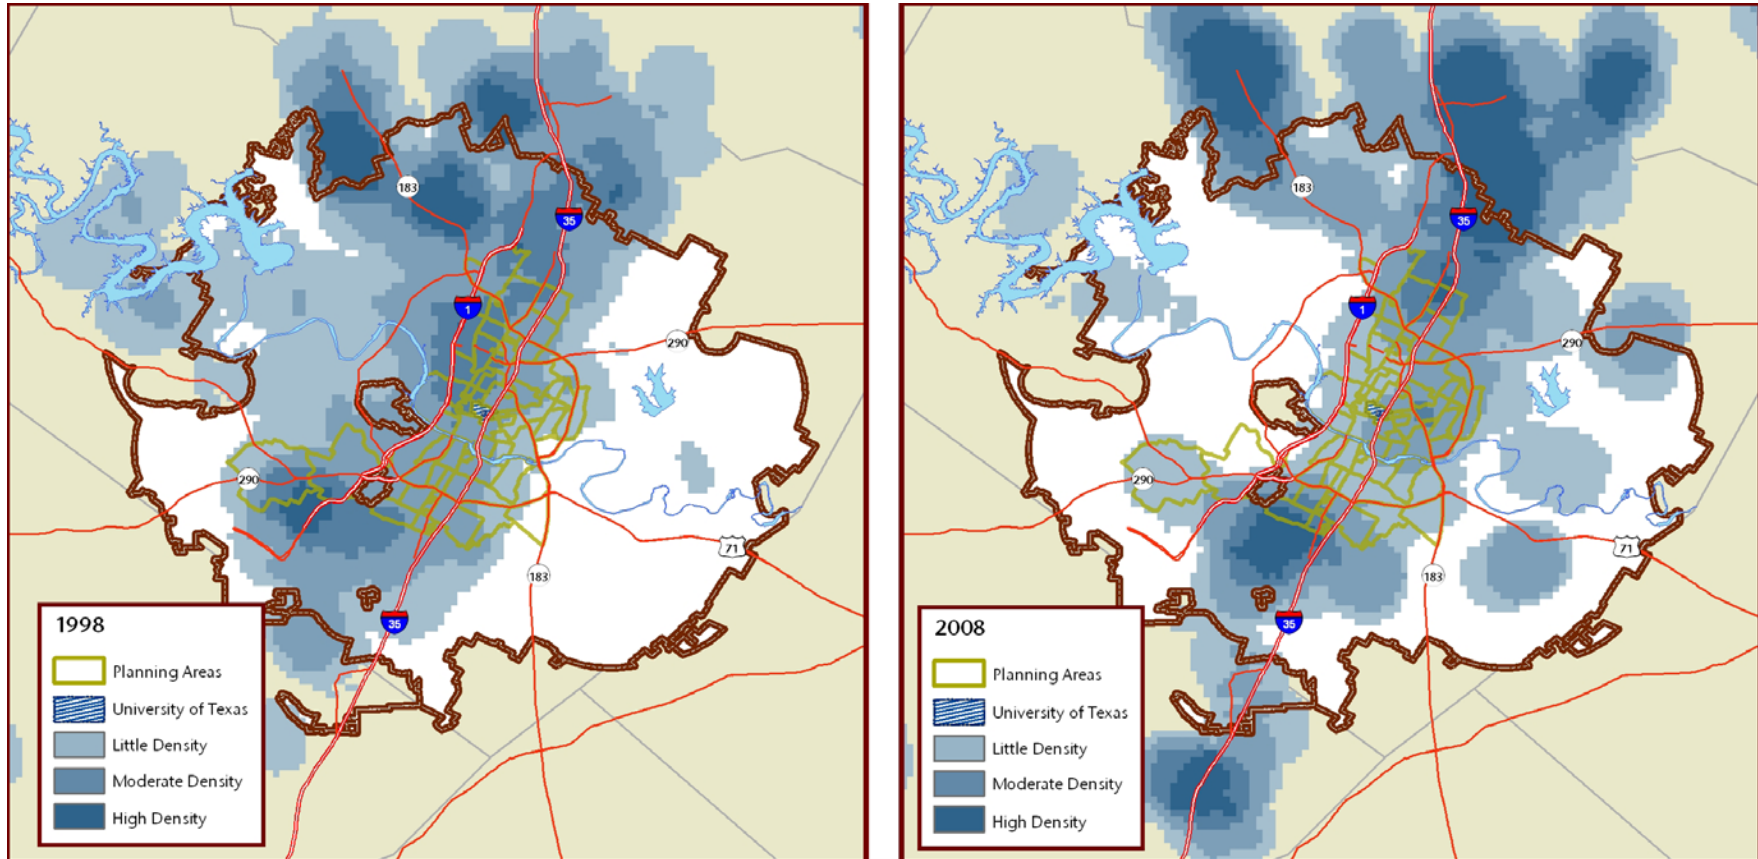 183
35
1
290
290
71
183
35
1998
Planning Areas
University of Texas
Little Density
Moderate Density
High Density
183
35
1
290
290
71
183
35
2008
Planning Areas
University of Texas
Little Density
Moderate Density
High Density